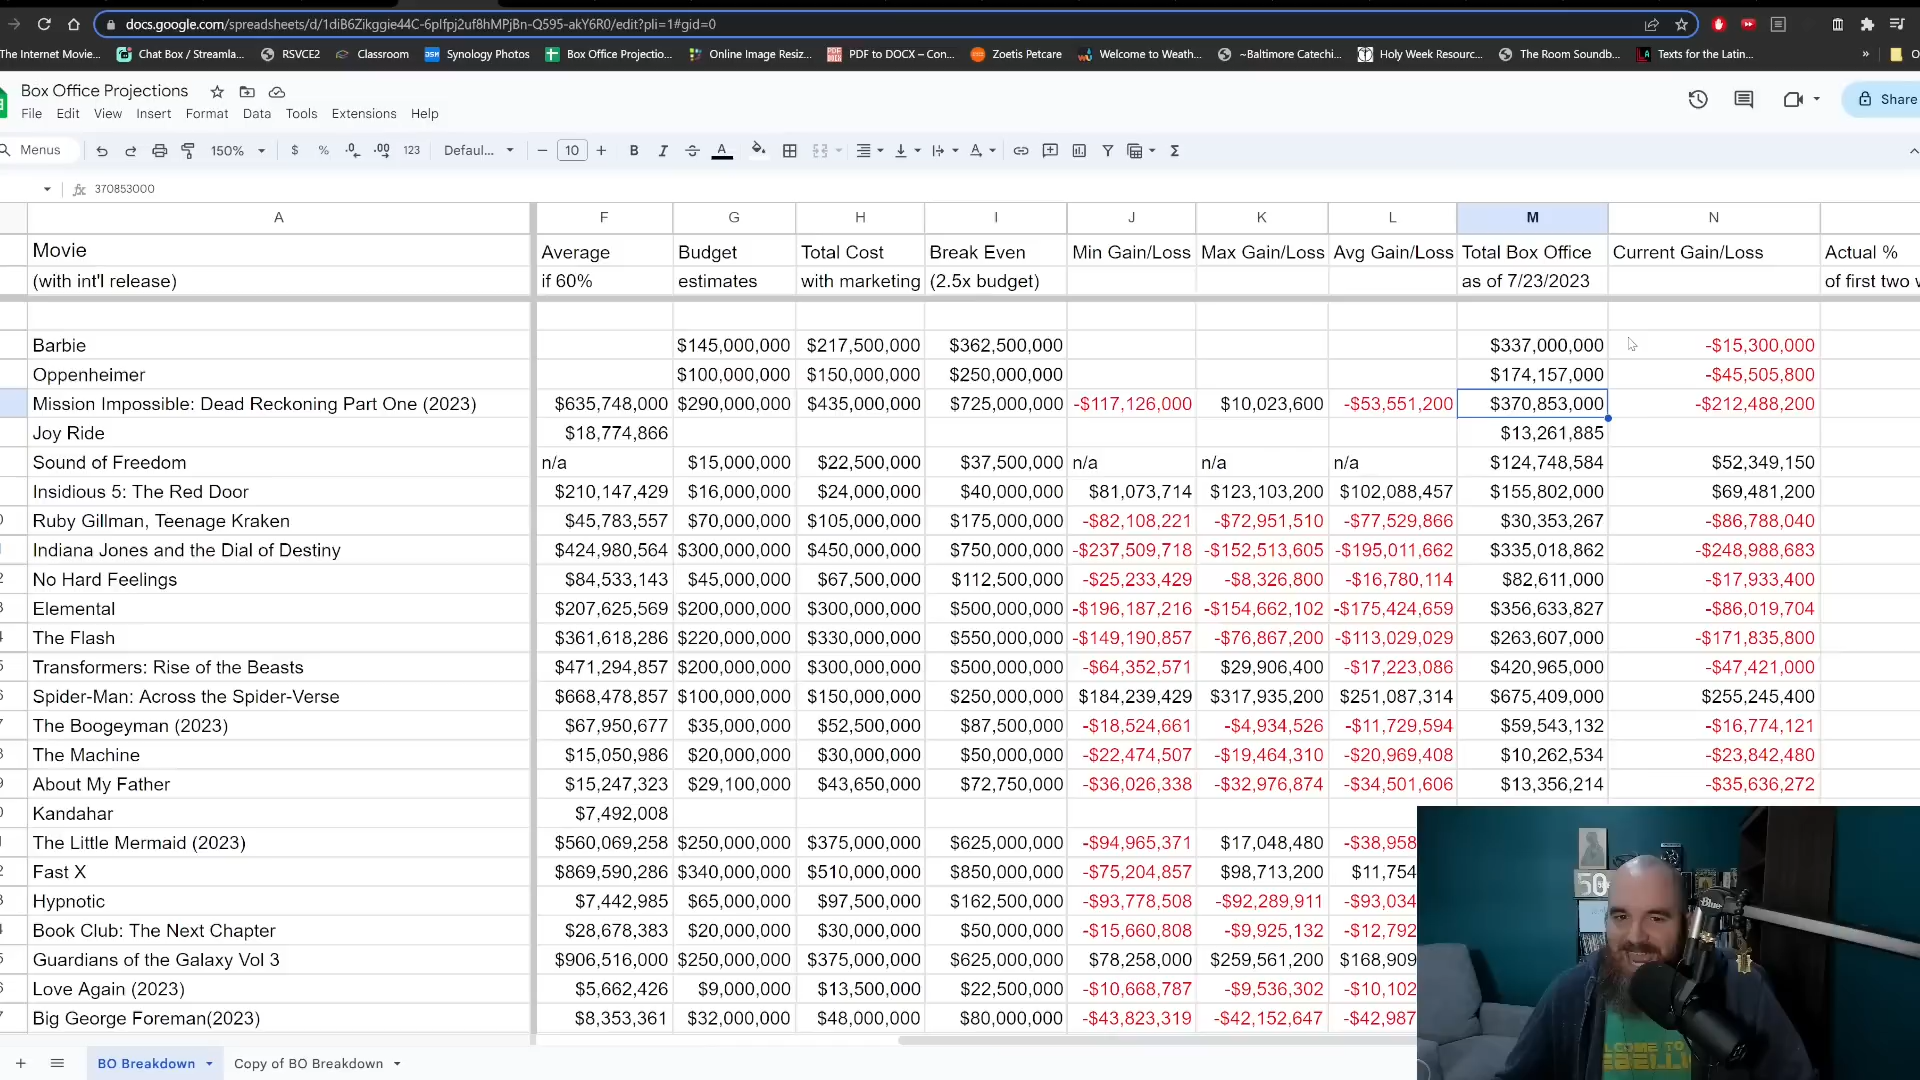 docs.google.com/spreadsheets/d/1diB6Zikggie44C-6plfpj2uf8hMPjBn-Q595-akY6R0/edit?pli=1#gid=0
The Internet Movie... Chat Box / Streamla... RSVCE2 Classroom Synology Photos Box Office Projectio... Online Image Resiz... PDF to DOCX – Con... Zoetis Petcare Welcome to Weath... ~Baltimore Catechi... Holy Week Resourc... The Room Soundb... Texts for the Latin... »
Box Office Projections
File Edit View Insert Format Data Tools Extensions Help Share
Menus 150% $ % .0 .00 123 Defaul... − 10 + B I A Σ
fx 370853000
A F G H I J K L M N
Movie Average Budget Total Cost Break Even Min Gain/Loss Max Gain/Loss Avg Gain/Loss Total Box Office Current Gain/Loss Actual %
(with int'l release) if 60% estimates with marketing (2.5x budget) as of 7/23/2023 of first two
Barbie $145,000,000 $217,500,000 $362,500,000 $337,000,000 -$15,300,000
Oppenheimer $100,000,000 $150,000,000 $250,000,000 $174,157,000 -$45,505,800
Mission Impossible: Dead Reckoning Part One (2023) $635,748,000 $290,000,000 $435,000,000 $725,000,000 -$117,126,000 $10,023,600 -$53,551,200 $370,853,000 -$212,488,200
Joy Ride $18,774,866 $13,261,885
Sound of Freedom n/a $15,000,000 $22,500,000 $37,500,000 n/a n/a n/a $124,748,584 $52,349,150
Insidious 5: The Red Door $210,147,429 $16,000,000 $24,000,000 $40,000,000 $81,073,714 $123,103,200 $102,088,457 $155,802,000 $69,481,200
Ruby Gillman, Teenage Kraken $45,783,557 $70,000,000 $105,000,000 $175,000,000 -$82,108,221 -$72,951,510 -$77,529,866 $30,353,267 -$86,788,040
Indiana Jones and the Dial of Destiny $424,980,564 $300,000,000 $450,000,000 $750,000,000 -$237,509,718 -$152,513,605 -$195,011,662 $335,018,862 -$248,988,683
No Hard Feelings $84,533,143 $45,000,000 $67,500,000 $112,500,000 -$25,233,429 -$8,326,800 -$16,780,114 $82,611,000 -$17,933,400
Elemental $207,625,569 $200,000,000 $300,000,000 $500,000,000 -$196,187,216 -$154,662,102 -$175,424,659 $356,633,827 -$86,019,704
The Flash $361,618,286 $220,000,000 $330,000,000 $550,000,000 -$149,190,857 -$76,867,200 -$113,029,029 $263,607,000 -$171,835,800
Transformers: Rise of the Beasts $471,294,857 $200,000,000 $300,000,000 $500,000,000 -$64,352,571 $29,906,400 -$17,223,086 $420,965,000 -$47,421,000
Spider-Man: Across the Spider-Verse $668,478,857 $100,000,000 $150,000,000 $250,000,000 $184,239,429 $317,935,200 $251,087,314 $675,409,000 $255,245,400
The Boogeyman (2023) $67,950,677 $35,000,000 $52,500,000 $87,500,000 -$18,524,661 -$4,934,526 -$11,729,594 $59,543,132 -$16,774,121
The Machine $15,050,986 $20,000,000 $30,000,000 $50,000,000 -$22,474,507 -$19,464,310 -$20,969,408 $10,262,534 -$23,842,480
About My Father $15,247,323 $29,100,000 $43,650,000 $72,750,000 -$36,026,338 -$32,976,874 -$34,501,606 $13,356,214 -$35,636,272
Kandahar $7,492,008
The Little Mermaid (2023) $560,069,258 $250,000,000 $375,000,000 $625,000,000 -$94,965,371 $17,048,480 -$38,958
Fast X $869,590,286 $340,000,000 $510,000,000 $850,000,000 -$75,204,857 $98,713,200 $11,754
Hypnotic $7,442,985 $65,000,000 $97,500,000 $162,500,000 -$93,778,508 -$92,289,911 -$93,034
Book Club: The Next Chapter $28,678,383 $20,000,000 $30,000,000 $50,000,000 -$15,660,808 -$9,925,132 -$12,792
Guardians of the Galaxy Vol 3 $906,516,000 $250,000,000 $375,000,000 $625,000,000 $78,258,000 $259,561,200 $168,909
Love Again (2023) $5,662,426 $9,000,000 $13,500,000 $22,500,000 -$10,668,787 -$9,536,302 -$10,102
Big George Foreman(2023) $8,353,361 $32,000,000 $48,000,000 $80,000,000 -$43,823,319 -$42,152,647 -$42,987
50
Blue
BO Breakdown Copy of BO Breakdown